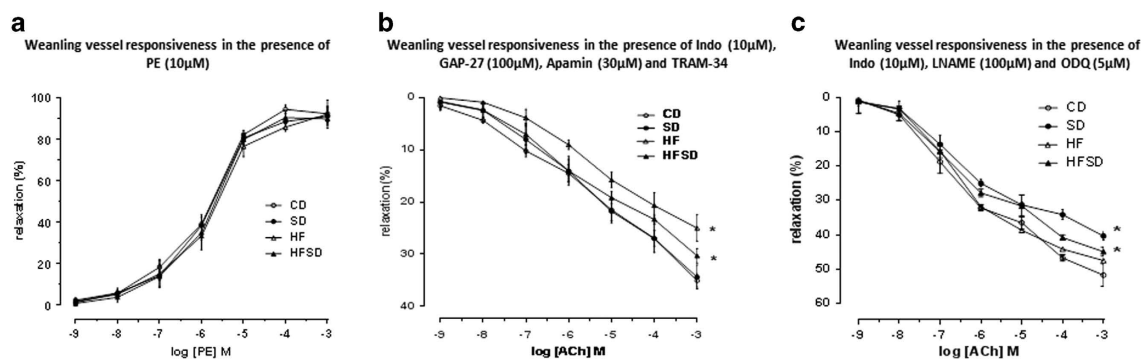 a
Weanling vessel responsiveness in the presence of
PE (10µM)
relaxation (%)
100
80
60
40
20
0
CD
SD
HF
HFSD
-9
-8
-7
-6
-5
-4
-3
log [PE] M
b
Weanling vessel responsiveness in the presence of Indo (10µM),
GAP-27 (100µM), Apamin (30µM) and TRAM-34
relaxation(%)
0
10
20
30
40
CD
SD
HF
HFSD
*
*
-9
-8
-7
-6
-5
-4
-3
log [ACh] M
c
Weanling vessel responsiveness in the presence of
Indo (10µM), LNAME (100µM) and ODQ (5µM)
relaxation (%)
0
10
20
30
40
50
60
CD
SD
HF
HFSD
*
*
-9
-8
-7
-6
-5
-4
-3
log [ACh] M